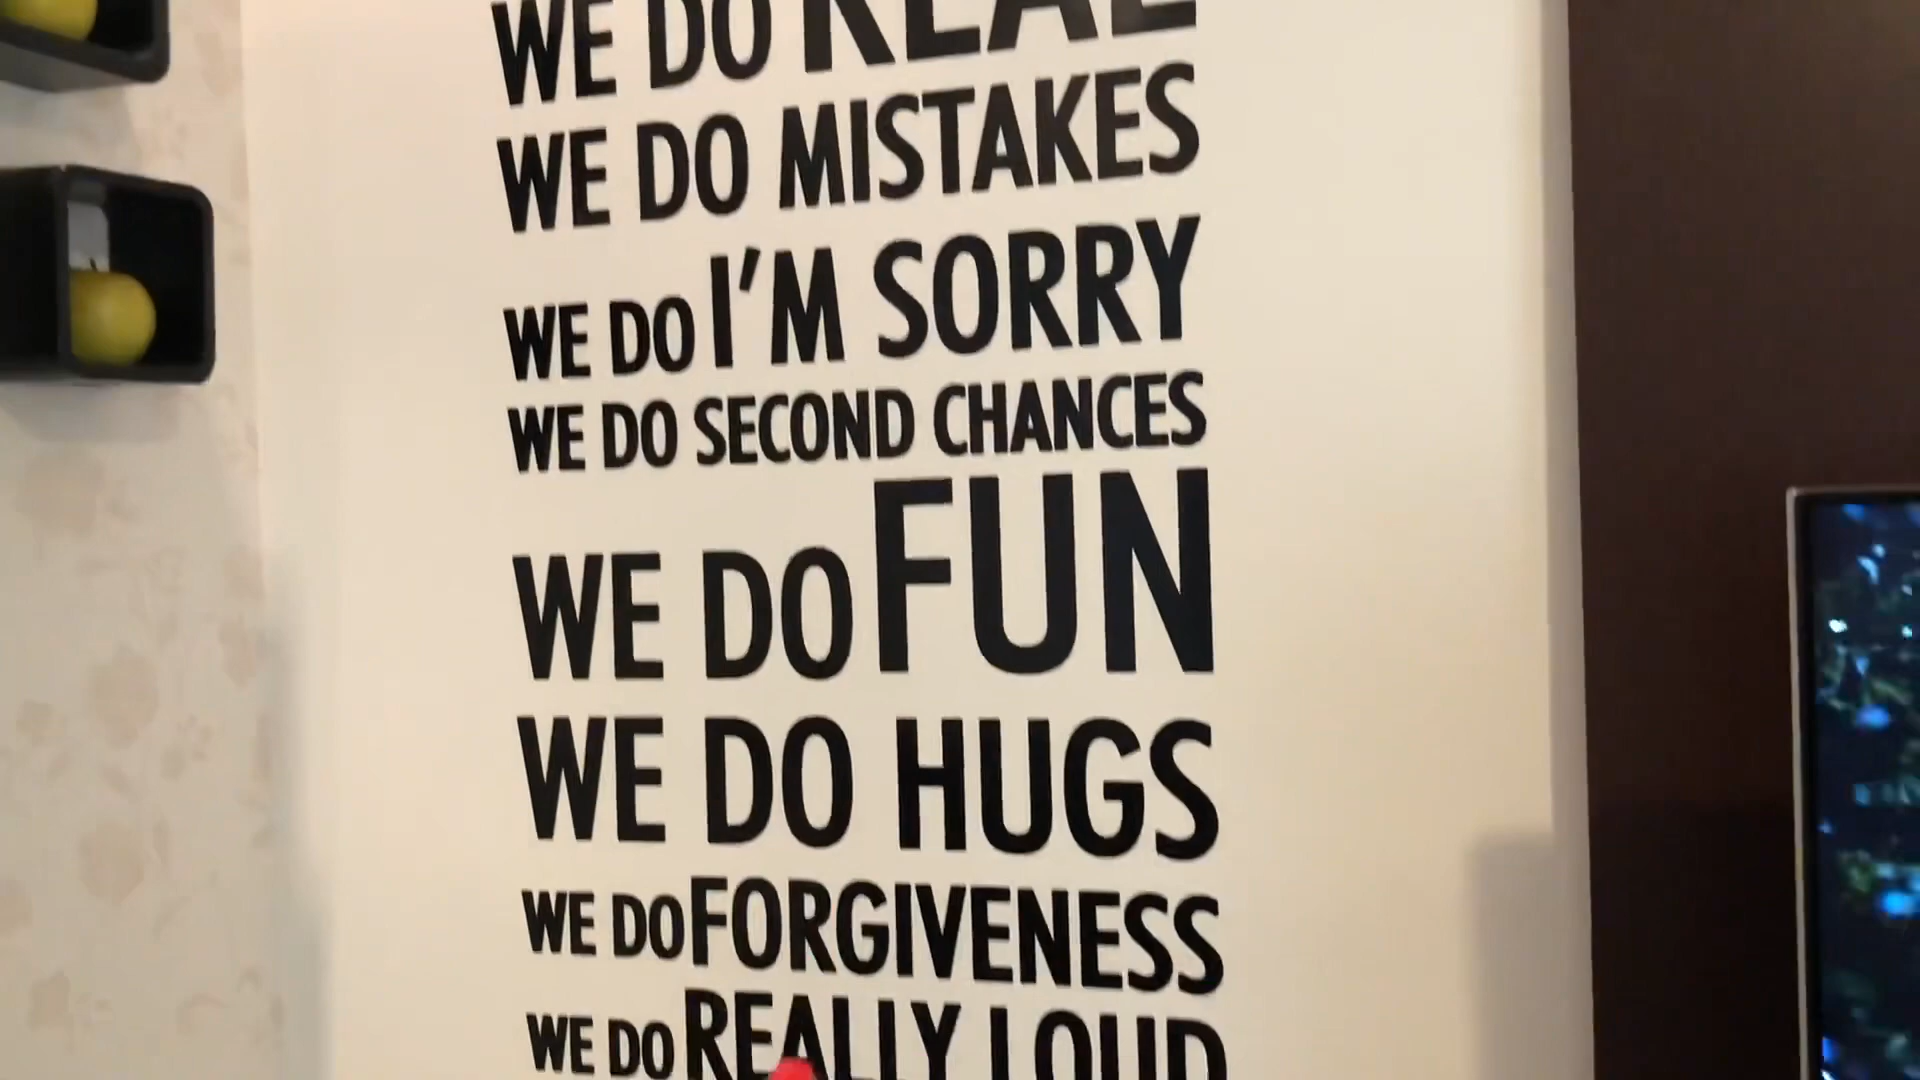 WE DO REAL
WE DO MISTAKES
WE DO I'M SORRY
WE DO SECOND CHANCES
WE DO FUN
WE DO HUGS
WE DO FORGIVENESS
WE DO REALLY LOUD